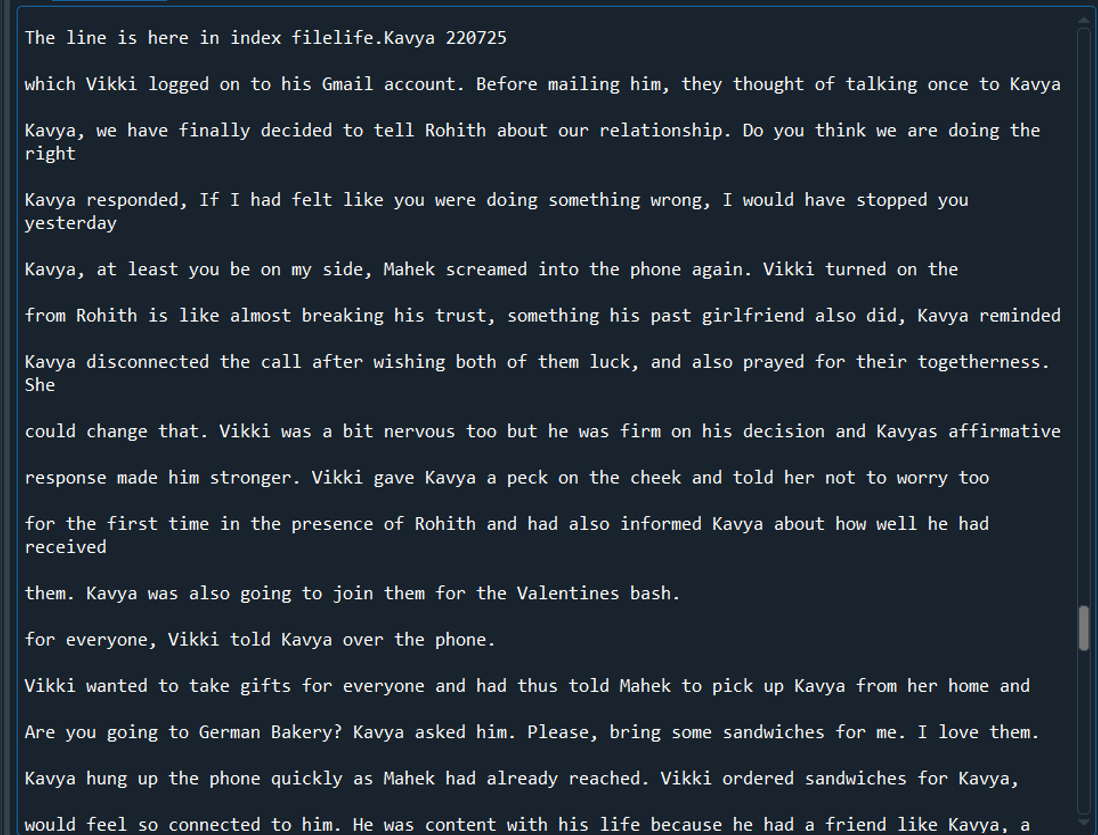 The line is here in index filelife.Kavya 220725
which Vikki logged on to his Gmail account. Before mailing him, they thought of talking once to Kavya
Kavya, we have finally decided to tell Rohith about our relationship. Do you think we are doing the
right
Kavya responded, If I had felt like you were doing something wrong, I would have stopped you
yesterday
Kavya, at least you be on my side, Mahek screamed into the phone again. Vikki turned on the
from Rohith is like almost breaking his trust, something his past girlfriend also did, Kavya reminded
Kavya disconnected the call after wishing both of them luck, and also prayed for their togetherness.
She
could change that. Vikki was a bit nervous too but he was firm on his decision and Kavyas affirmative
response made him stronger. Vikki gave Kavya a peck on the cheek and told her not to worry too
for the first time in the presence of Rohith and had also informed Kavya about how well he had
received
them. Kavya was also going to join them for the Valentines bash.
for everyone, Vikki told Kavya over the phone.
Vikki wanted to take gifts for everyone and had thus told Mahek to pick up Kavya from her home and
Are you going to German Bakery? Kavya asked him. Please, bring some sandwiches for me. I love them.
Kavya hung up the phone quickly as Mahek had already reached. Vikki ordered sandwiches for Kavya,
would feel so connected to him. He was content with his life because he had a friend like Kavya, a